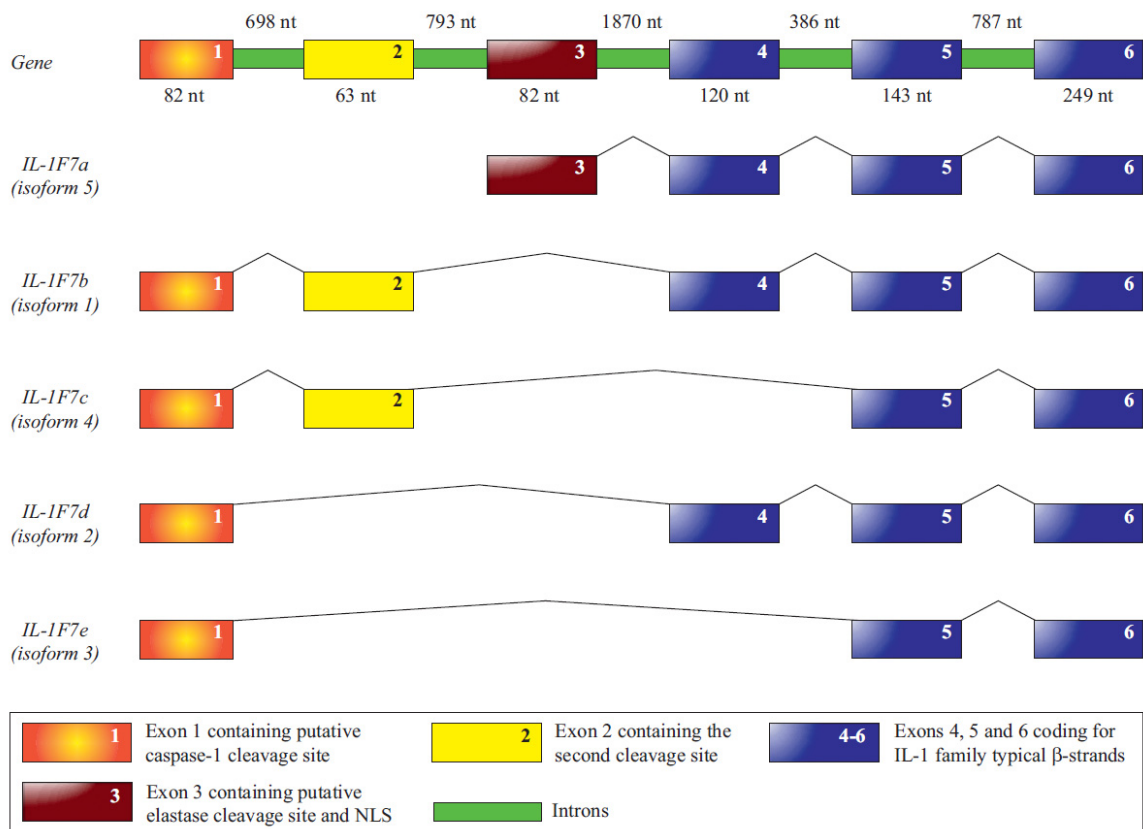 698 nt 793 nt 1870 nt 386 nt 787 nt
Gene 1 2 3 4 5 6
82 nt 63 nt 82 nt 120 nt 143 nt 249 nt
IL-1F7a
(isoform 5)
3 4 5 6
IL-1F7b
(isoform 1)
1 2 4 5 6
IL-1F7c
(isoform 4)
1 2 5 6
IL-1F7d
(isoform 2)
1 4 5 6
IL-1F7e
(isoform 3)
1 5 6
1
Exon 1 containing putative
caspase-1 cleavage site
2
Exon 2 containing the
second cleavage site
4-6
Exons 4, 5 and 6 coding for
IL-1 family typical β-strands
3
Exon 3 containing putative
elastase cleavage site and NLS
Introns